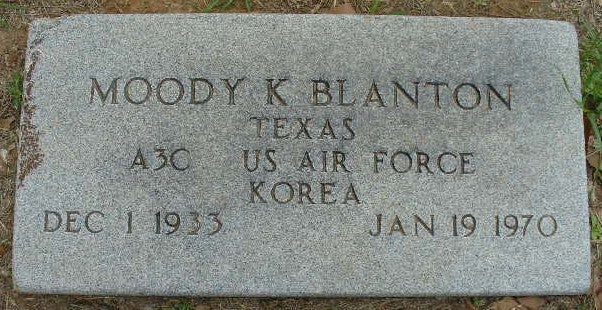 MOODY K BLANTON
TEXAS
A3C US AIR FORCE
KOREA
DEC 1 1933 JAN 19 1970